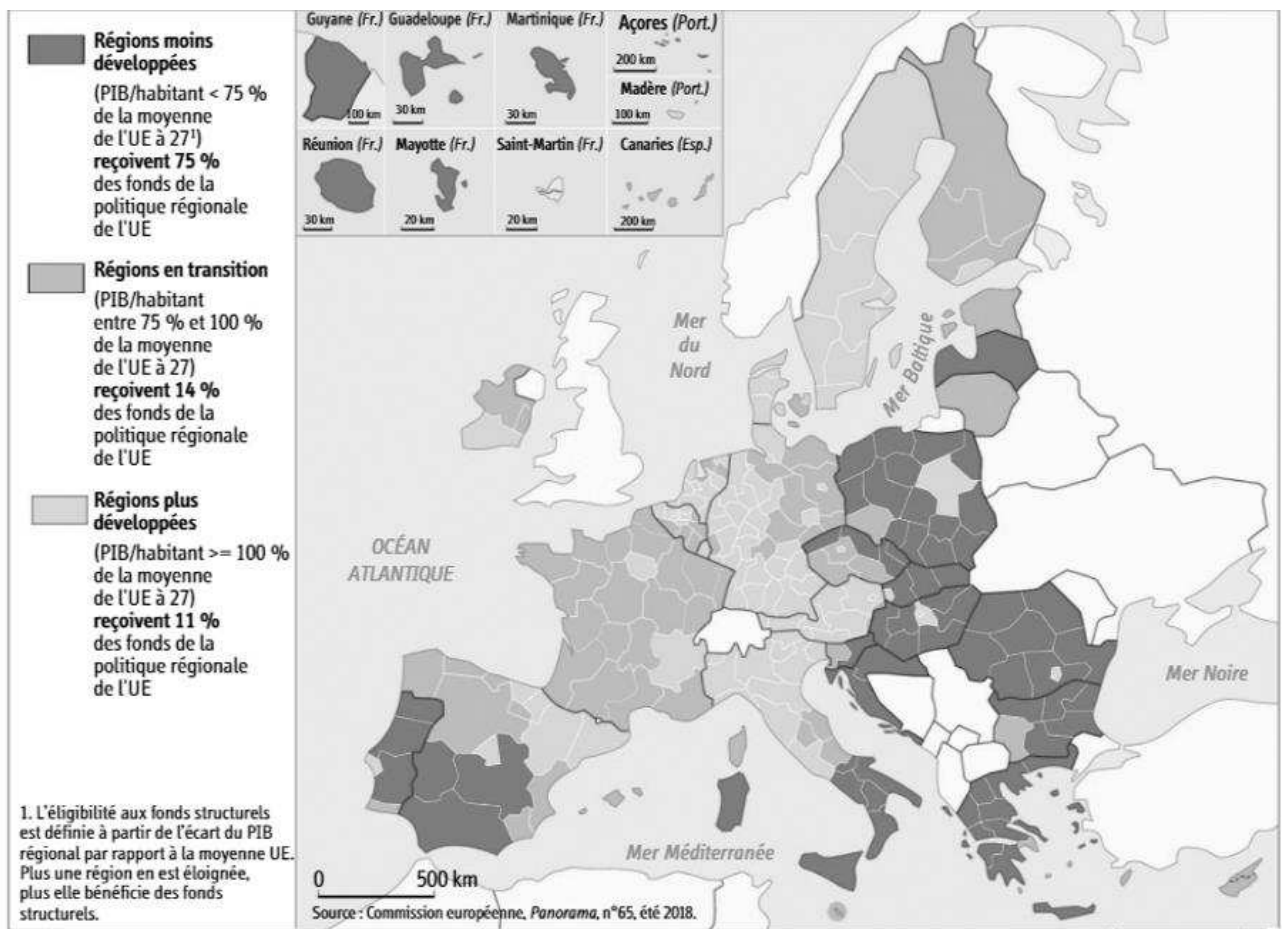 Régions moins
développées
(PIB/habitant < 75 %
de la moyenne
de l'UE à 27¹)
reçoivent 75 %
des fonds de la
politique régionale
de l'UE
Régions en transition
(PIB/habitant
entre 75 % et 100 %
de la moyenne
de l'UE à 27)
reçoivent 14 %
des fonds de la
politique régionale
de l'UE
Régions plus
développées
(PIB/habitant >= 100 %
de la moyenne
de l'UE à 27)
reçoivent 11 %
des fonds de la
politique régionale
de l'UE
1. L'éligibilité aux fonds structurels
est définie à partir de l'écart du PIB
régional par rapport à la moyenne UE.
Plus une région en est éloignée,
plus elle bénéficie des fonds
structurels.
Guyane (Fr.)
100 km
Guadeloupe (Fr.)
30 km
Martinique (Fr.)
30 km
Açores (Port.)
200 km
Madère (Port.)
100 km
Réunion (Fr.)
30 km
Mayotte (Fr.)
20 km
Saint-Martin (Fr.)
20 km
Canaries (Esp.)
200 km
Mer
du
Nord
Mer Baltique
OCÉAN
ATLANTIQUE
Mer Noire
Mer Méditerranée
0 500 km
Source : Commission européenne, Panorama, n°65, été 2018.